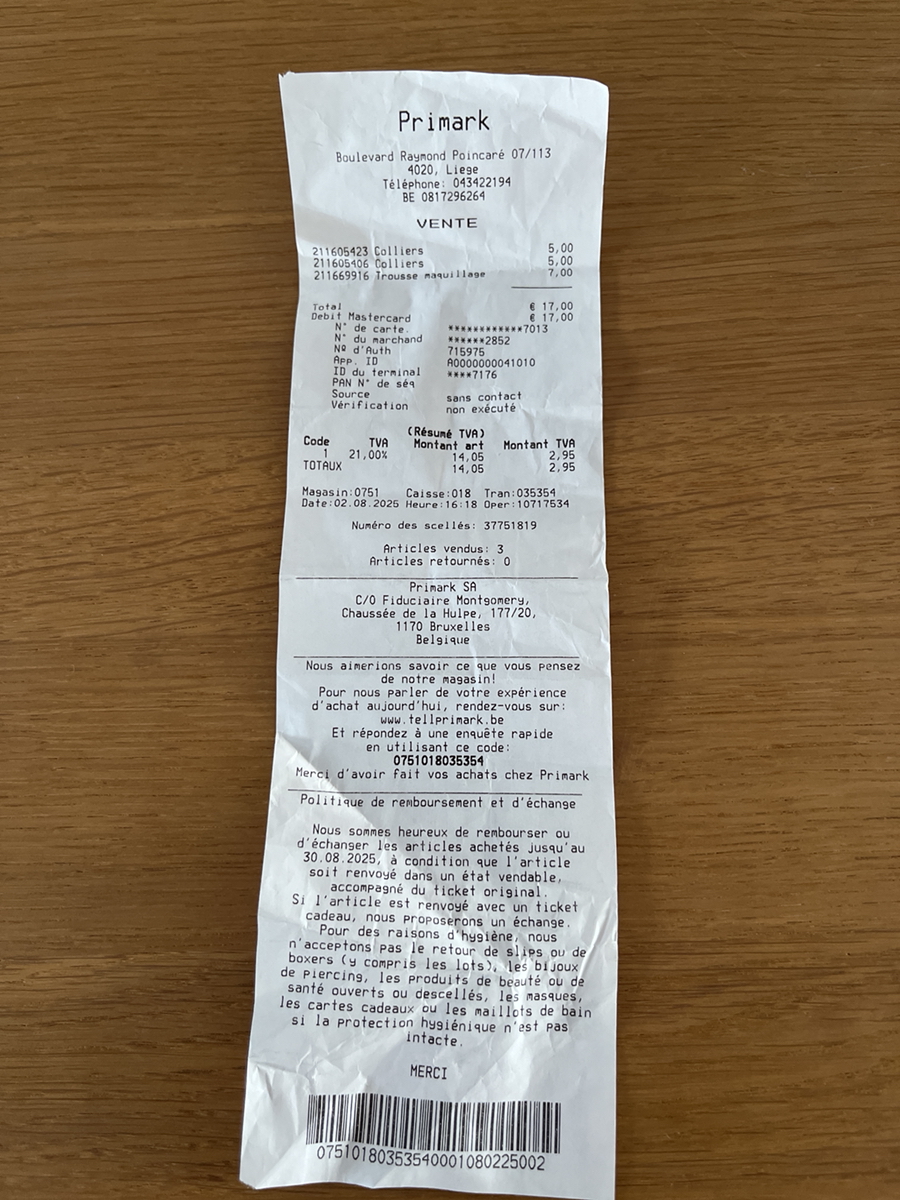 Primark
Boulevard Raymond Poincaré 07/113
4020, Liege
Téléphone: 043422194
BE 0817296264
VENTE
211605423 Colliers 5,00
211605406 Colliers 5,00
211669916 Trousse maquillage 7,00
Total € 17,00
Debit Mastercard € 17,00
N° de carte. ************7013
N° du marchand ******2852
Nº d'Auth 715975
App. ID A0000000041010
ID du terminal ****7176
PAN N° de séq
Source sans contact
Vérification non exécuté
(Résumé TVA)
Code TVA Montant art Montant TVA
1 21,00% 14,05 2,95
TOTAUX 14,05 2,95
Magasin:0751 Caisse:018 Tran:035354
Date:02.08.2025 Heure:16:18 Oper:10717534
Numéro des scellés: 37751819
Articles vendus: 3
Articles retournés: 0
Primark SA
C/O Fiduciaire Montgomery,
Chaussée de la Hulpe, 177/20,
1170 Bruxelles
Belgique
Nous aimerions savoir ce que vous pensez
de notre magasin!
Pour nous parler de votre expérience
d'achat aujourd'hui, rendez-vous sur:
www.tellprimark.be
Et répondez à une enquête rapide
en utilisant ce code:
0751018035354
Merci d'avoir fait vos achats chez Primark
Politique de remboursement et d'échange
Nous sommes heureux de rembourser ou
d'échanger les articles achetés jusqu'au
30.08.2025, à condition que l'article
soit renvoyé dans un état vendable,
accompagné du ticket original.
Si l'article est renvoyé avec un ticket
cadeau, nous proposerons un échange.
Pour des raisons d'hygiène, nous
n'acceptons pas le retour de slips ou de
boxers (y compris les lots), les bijoux
de piercing, les produits de beauté ou de
santé ouverts ou descellés, les masques,
les cartes cadeaux ou les maillots de bain
si la protection hygiénique n'est pas
intacte.
MERCI
07510180353540001080225002